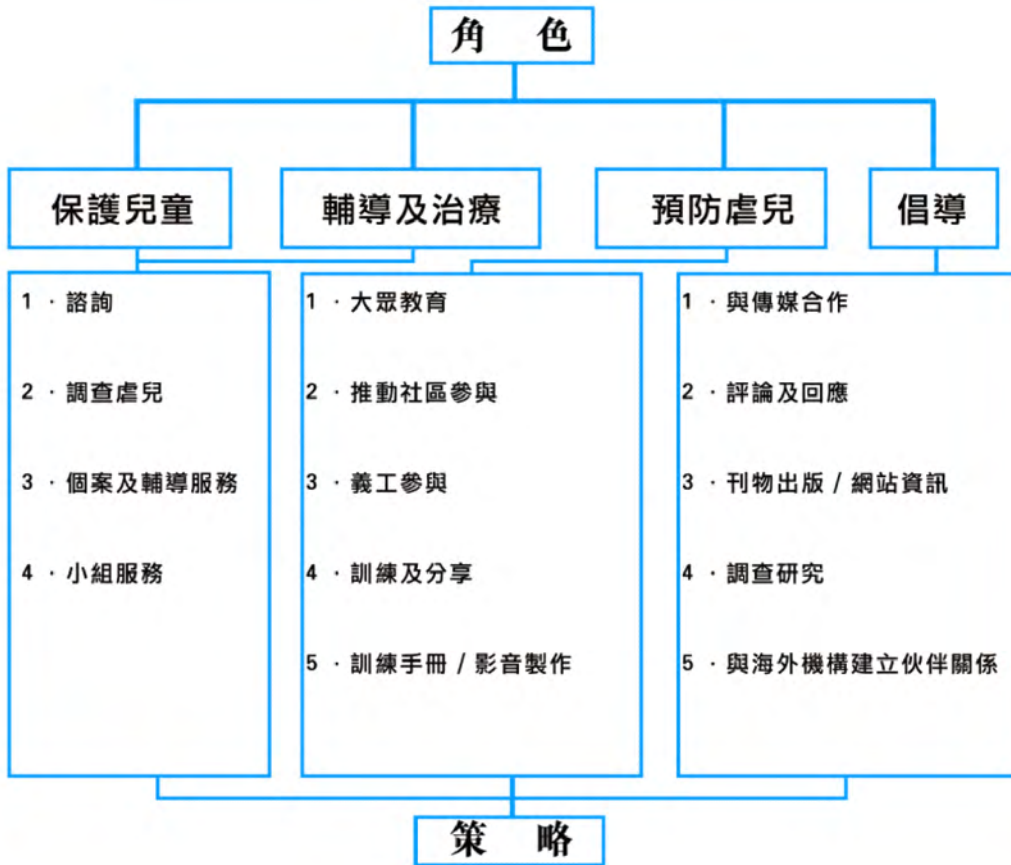 角 色
保護兒童
輔導及治療
預防虐兒
倡導
1 · 諮詢
2 · 調查虐兒
3 · 個案及輔導服務
4 · 小組服務
1 · 大眾教育
2 · 推動社區參與
3 · 義工參與
4 · 訓練及分享
5 · 訓練手冊 / 影音製作
1 · 與傳媒合作
2 · 評論及回應
3 · 刊物出版 / 網站資訊
4 · 調查研究
5 · 與海外機構建立伙伴關係
策 略